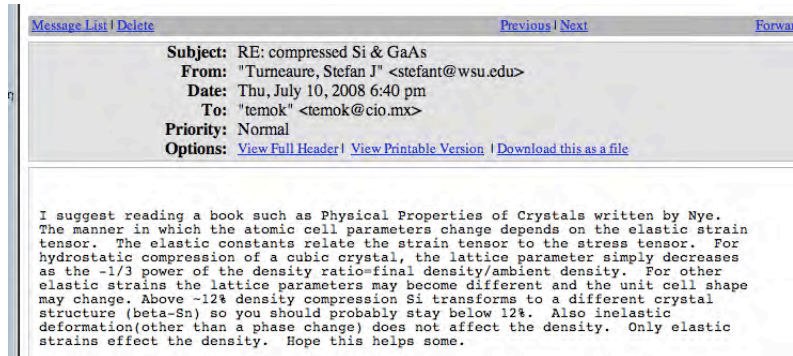 Message List | Delete Previous | Next Forwar
Subject: RE: compressed Si & GaAs
From: "Turneaure, Stefan J" <stefant@wsu.edu>
Date: Thu, July 10, 2008 6:40 pm
To: "temok" <temok@cio.mx>
Priority: Normal
Options: View Full Header | View Printable Version | Download this as a file
I suggest reading a book such as Physical Properties of Crystals written by Nye.
The manner in which the atomic cell parameters change depends on the elastic strain
tensor. The elastic constants relate the strain tensor to the stress tensor. For
hydrostatic compression of a cubic crystal, the lattice parameter simply decreases
as the -1/3 power of the density ratio=final density/ambient density. For other
elastic strains the lattice parameters may become different and the unit cell shape
may change. Above ~12% density compression Si transforms to a different crystal
structure (beta-Sn) so you should probably stay below 12%. Also inelastic
deformation(other than a phase change) does not affect the density. Only elastic
strains effect the density. Hope this helps some.